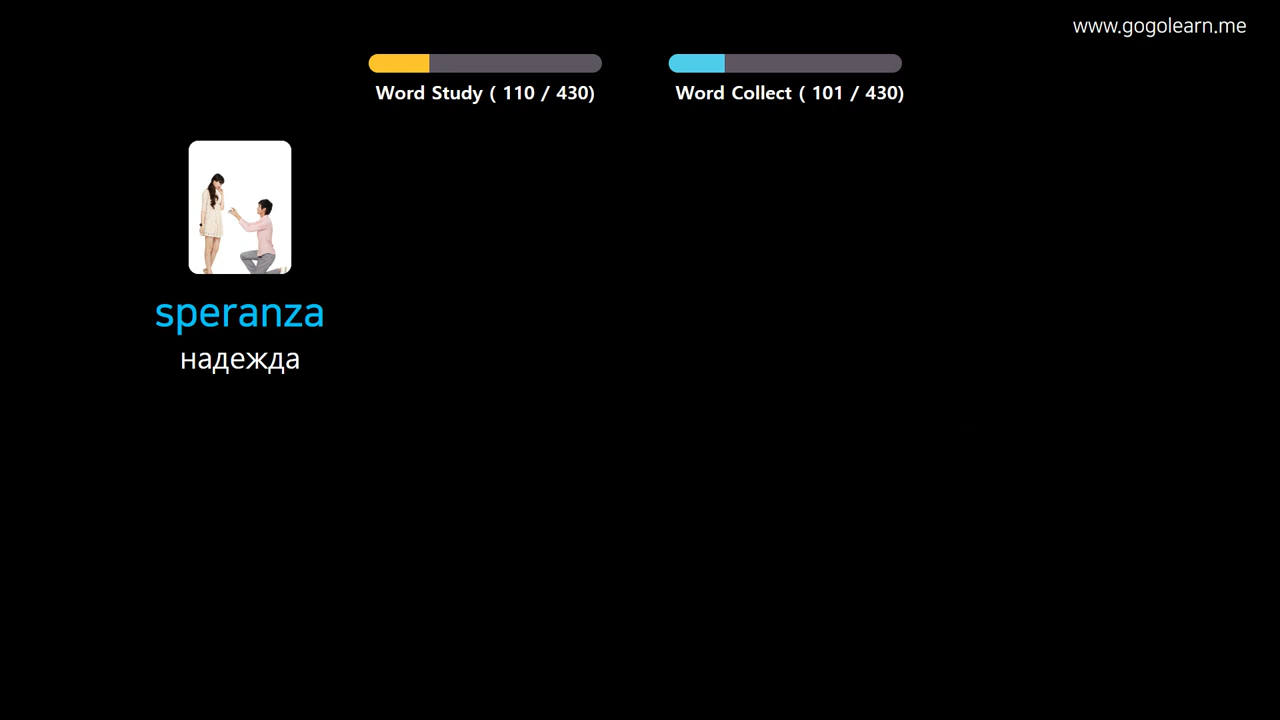 www.gogolearn.me
Word Study ( 110 / 430)
Word Collect ( 101 / 430)
speranza
надежда